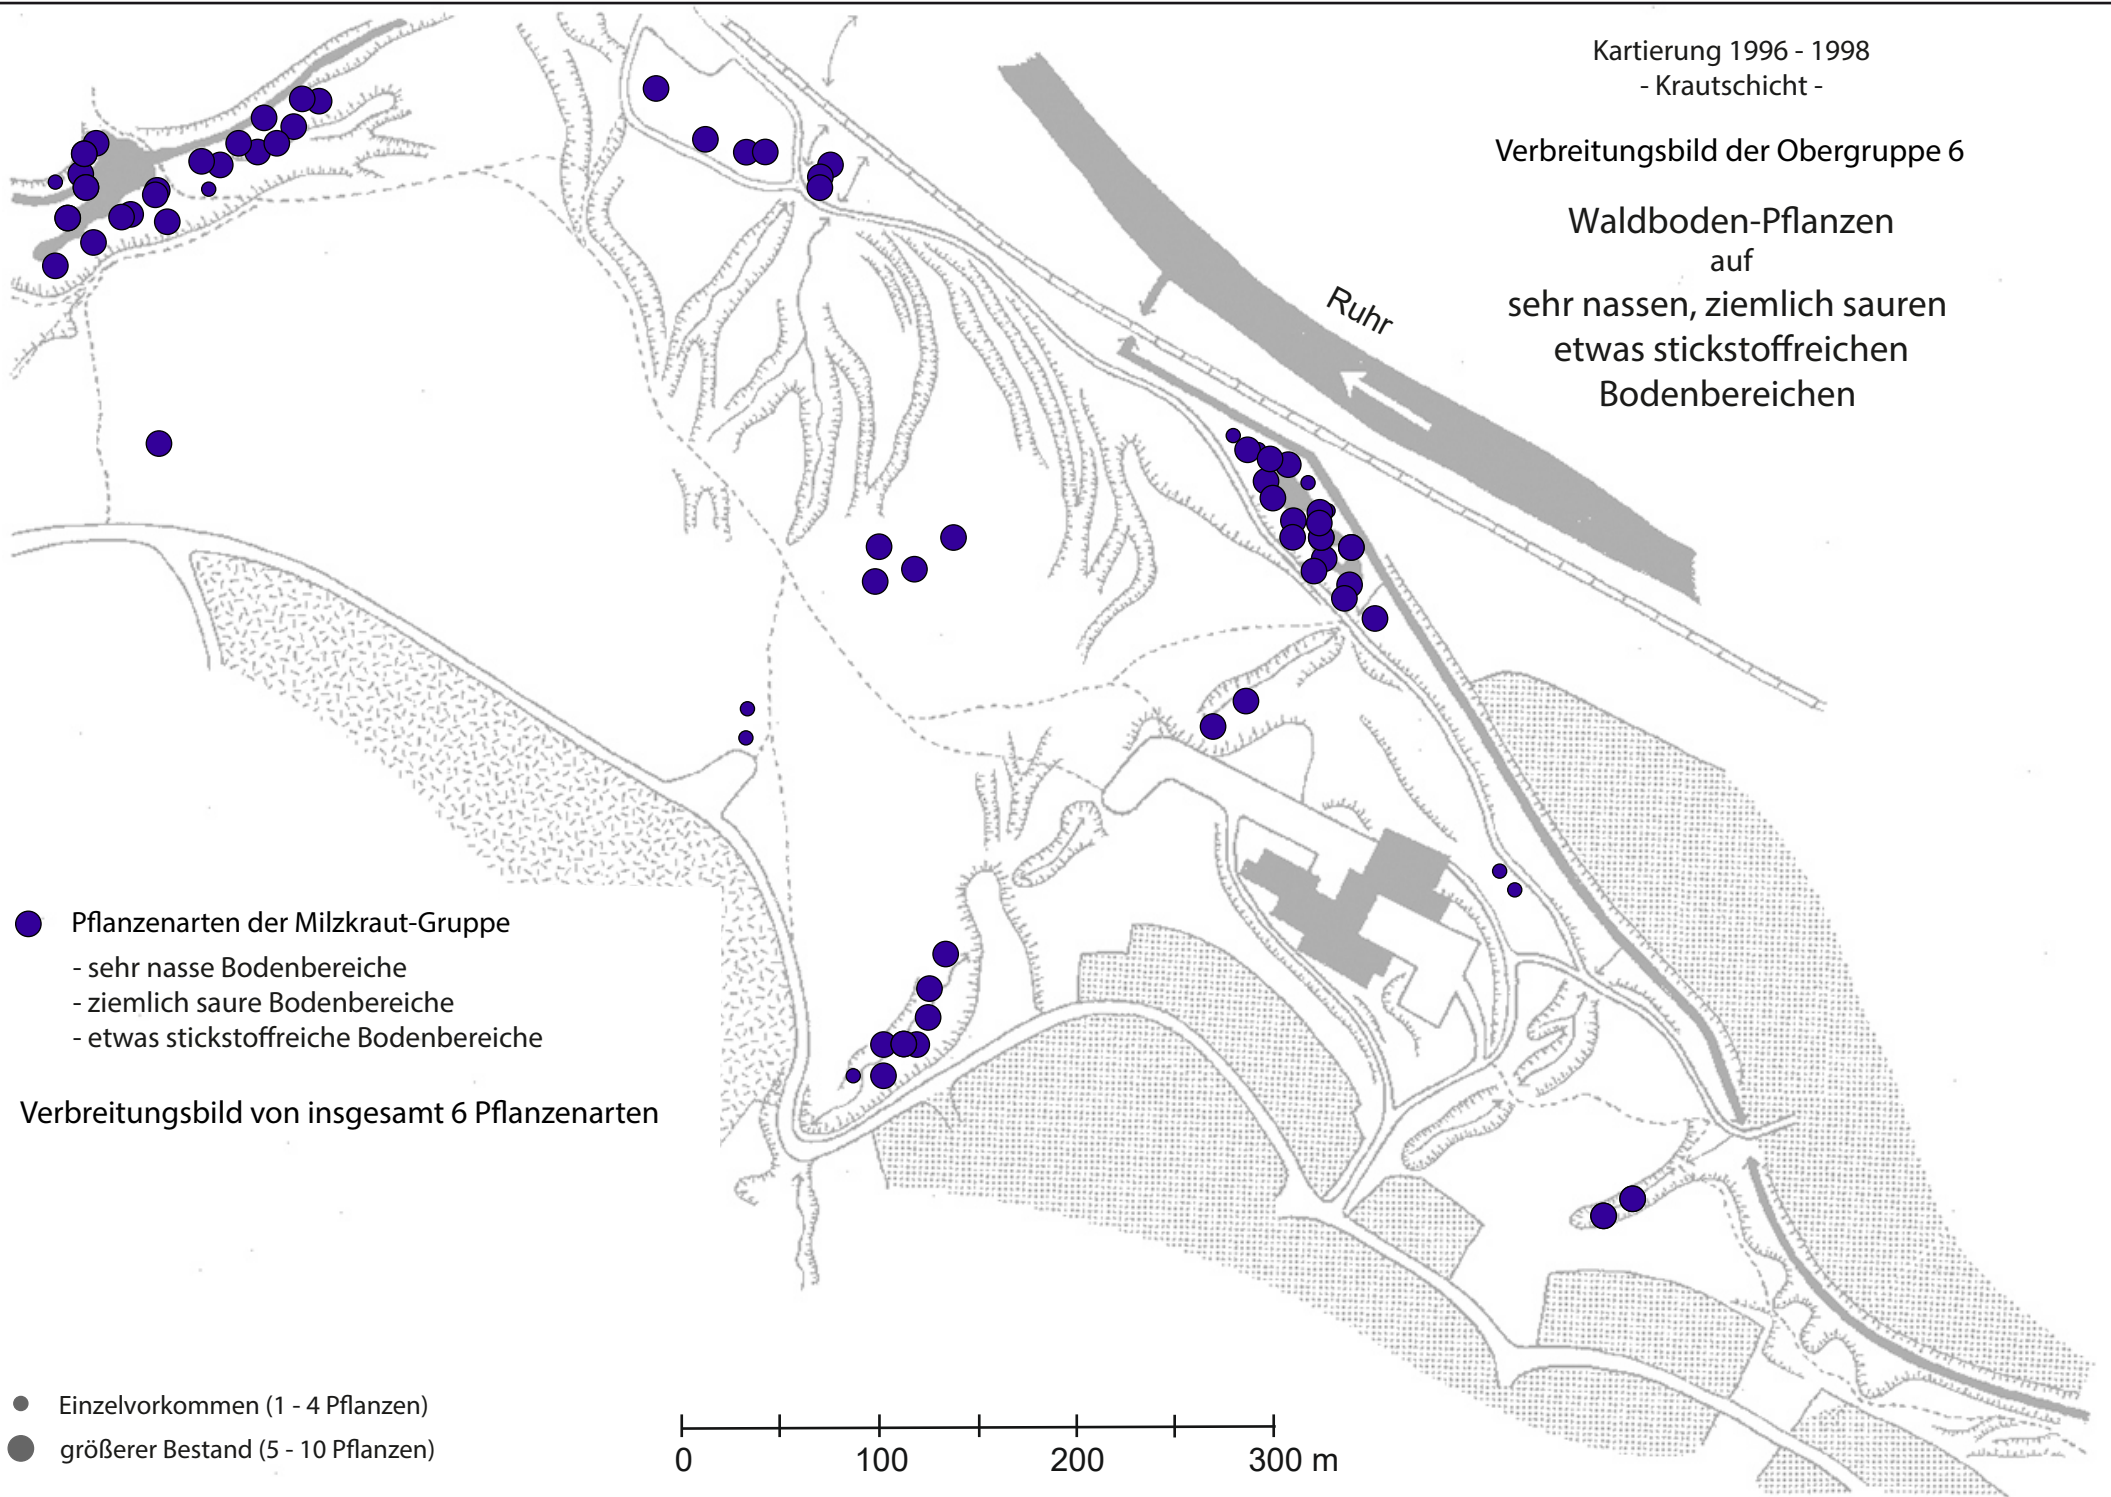 Kartierung 1996 - 1998
- Krautschicht -
Verbreitungsbild der Obergruppe 6
Waldboden-Pflanzen
auf
sehr nassen, ziemlich sauren
etwas stickstoffreichen
Bodenbereichen
Ruhr
Pflanzenarten der Milzkraut-Gruppe
- sehr nasse Bodenbereiche
- ziemlich saure Bodenbereiche
- etwas stickstoffreiche Bodenbereiche
Verbreitungsbild von insgesamt 6 Pflanzenarten
Einzelvorkommen (1 - 4 Pflanzen)
größerer Bestand (5 - 10 Pflanzen)
0 100 200 300 m